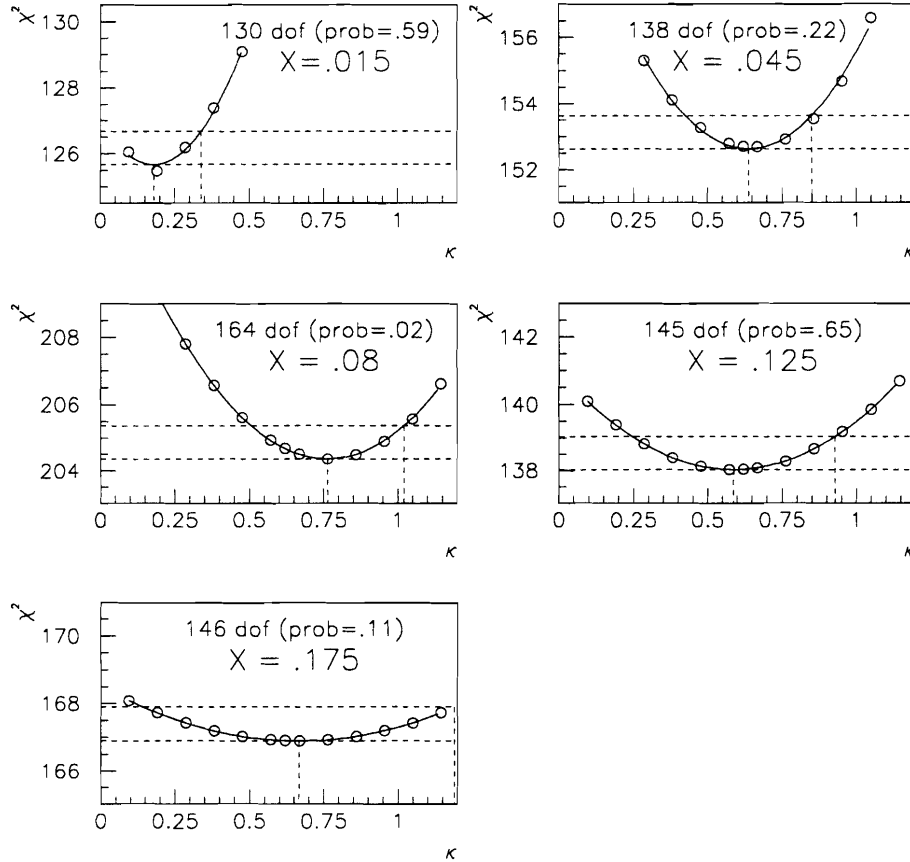 χ²
130 dof (prob=.59)
X=.015
130
128
126
0 0.25 0.5 0.75 1
κ
χ²
138 dof (prob=.22)
X = .045
156
154
152
0 0.25 0.5 0.75 1
κ
χ²
164 dof (prob=.02)
X = .08
208
206
204
0 0.25 0.5 0.75 1
κ
χ²
145 dof (prob=.65)
X = .125
142
140
138
0 0.25 0.5 0.75 1
κ
χ²
146 dof (prob=.11)
X = .175
170
168
166
0 0.25 0.5 0.75 1
κ